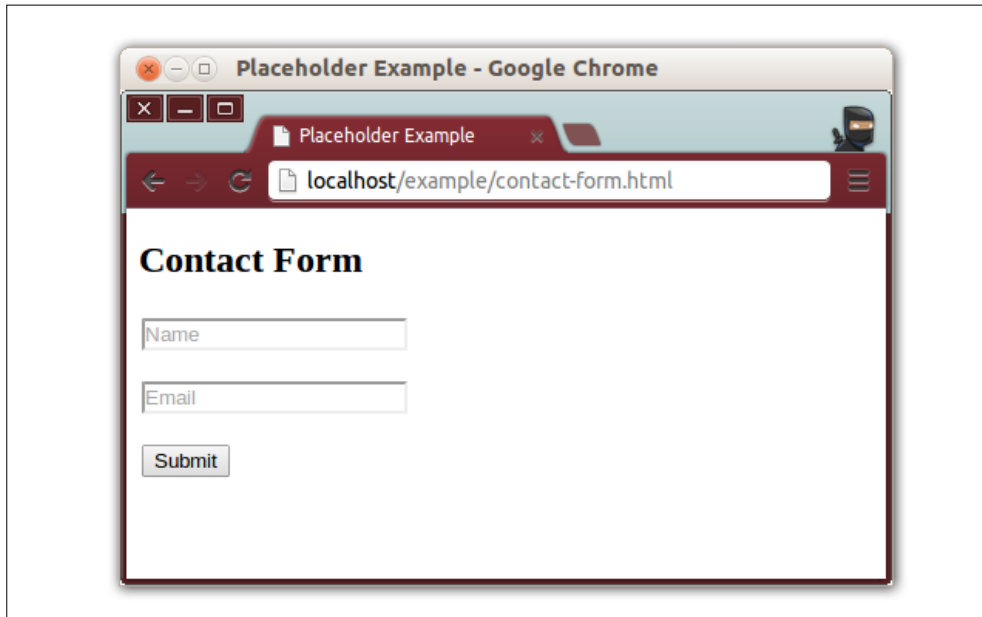 Placeholder Example - Google Chrome
Placeholder Example
localhost/example/contact-form.html
Contact Form
Name
Email
Submit